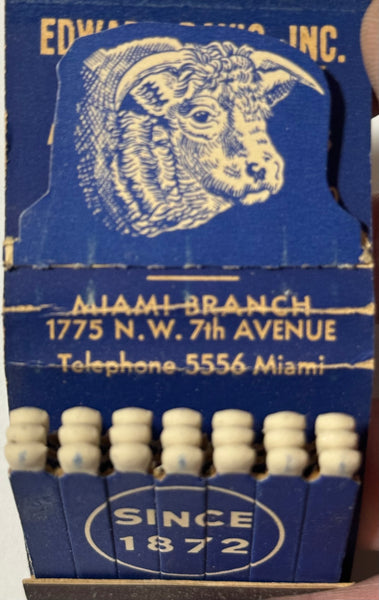 INC.
MIAMI BRANCH
1775 N.W. 7th AVENUE
Telephone 5556 Miami
SINCE
1872